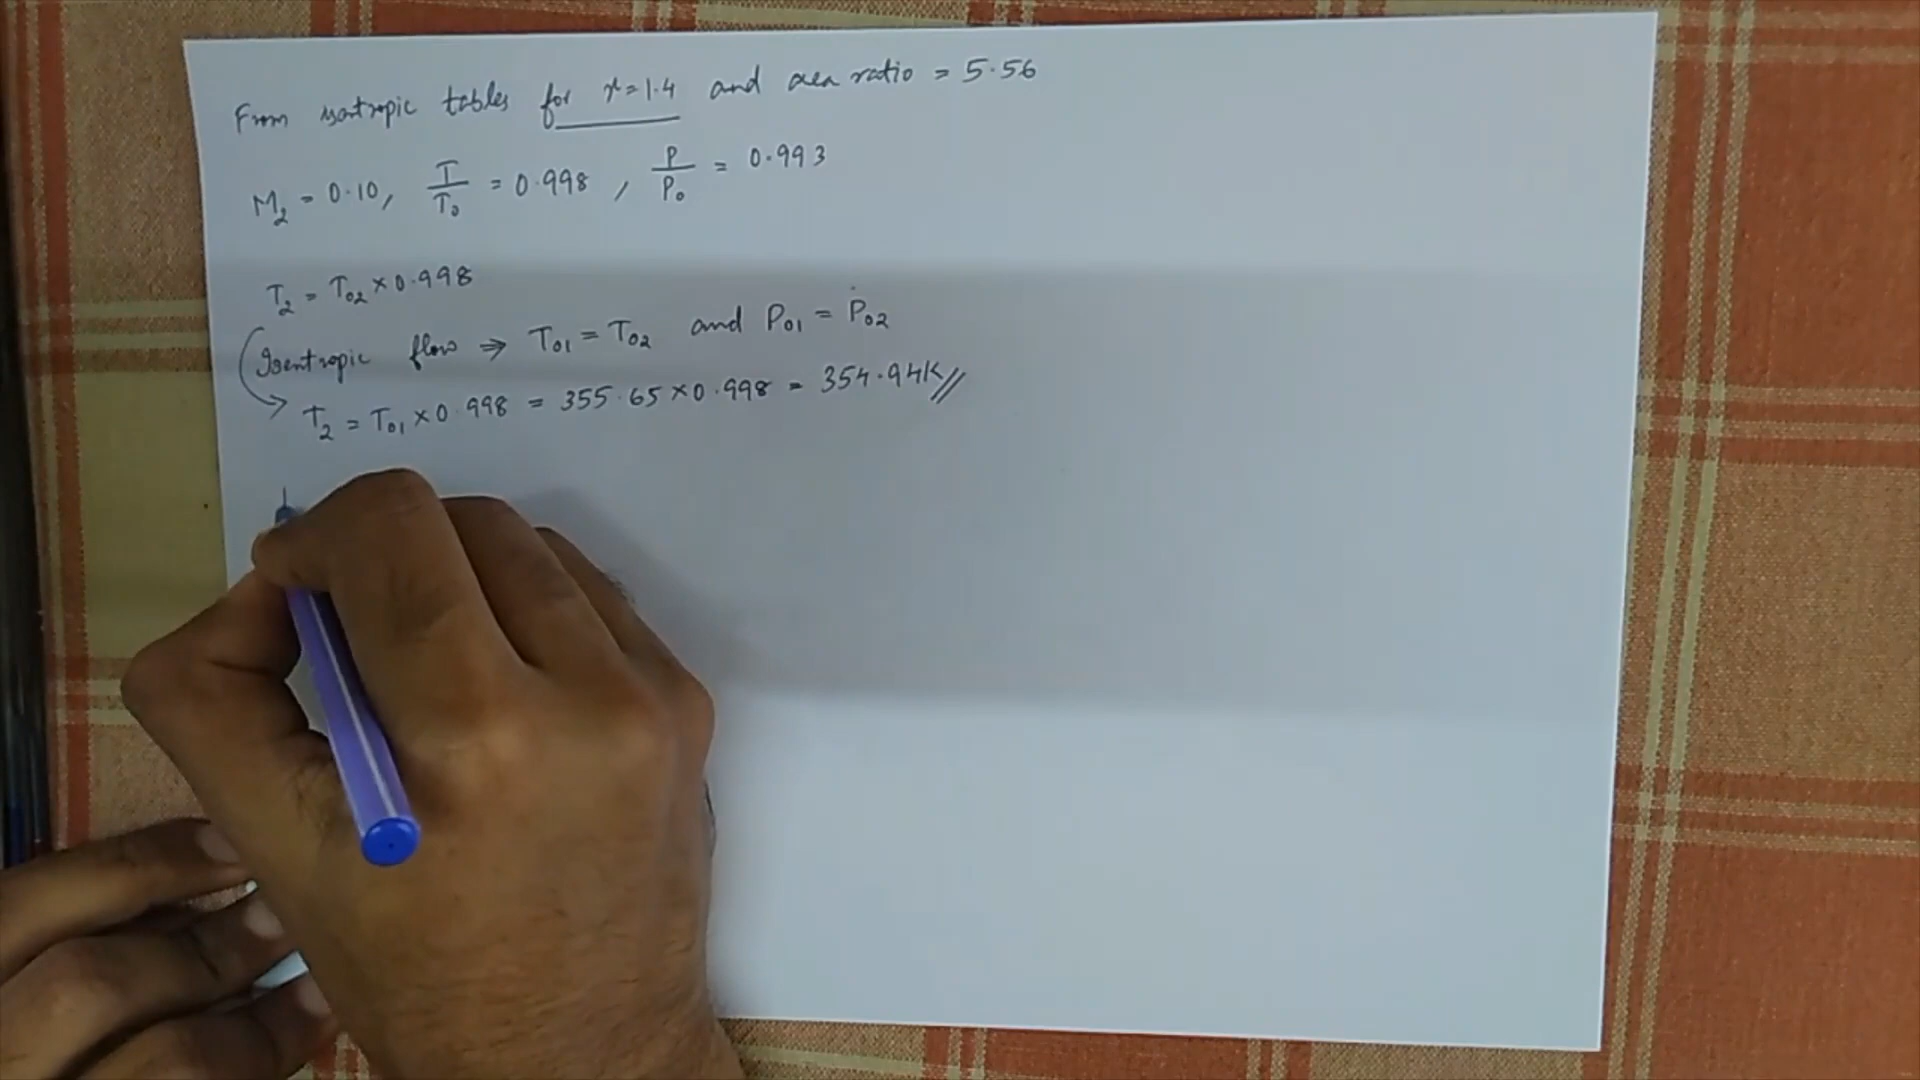 From isentropic tables for γ=1.4 and area ratio = 5.56
M₂ = 0.10, T/T₀ = 0.998, P/P₀ = 0.993
T₂ = T₀₂ × 0.998
Isentropic flow ⇒ T₀₁ = T₀₂ and P₀₁ = P₀₂
T₂ = T₀₁ × 0.998 = 355.65 × 0.998 = 354.94K//